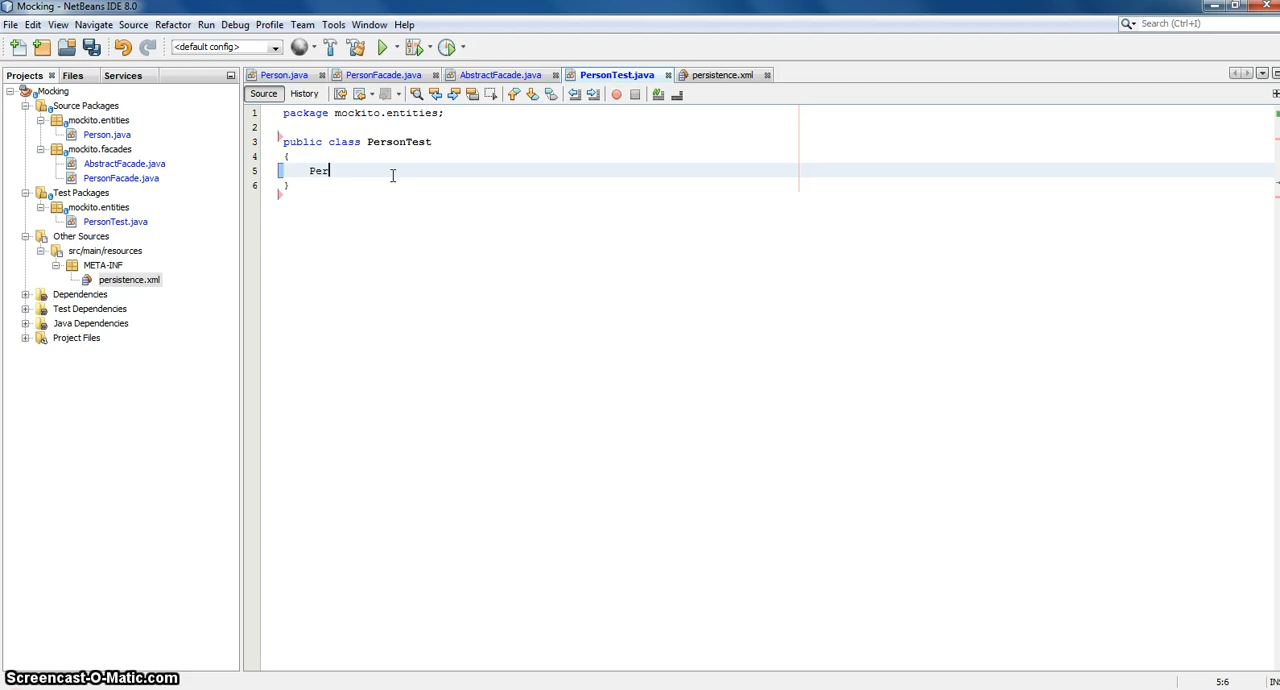 Mocking - NetBeans IDE 8.0
File Edit View Navigate Source Refactor Run Debug Profile Team Tools Window Help
Search (Ctrl+I)
<default config>
Projects Files Services
Person.java PersonFacade.java AbstractFacade.java PersonTest.java persistence.xml
Source History
Mocking
Source Packages
mockito.entities
Person.java
mockito.facades
AbstractFacade.java
PersonFacade.java
Test Packages
mockito.entities
PersonTest.java
Other Sources
src/main/resources
META-INF
persistence.xml
Dependencies
Test Dependencies
Java Dependencies
Project Files
1 package mockito.entities;
2
3 public class PersonTest
4 {
5 Per
6 }
Screencast-O-Matic.com
5:6 IN